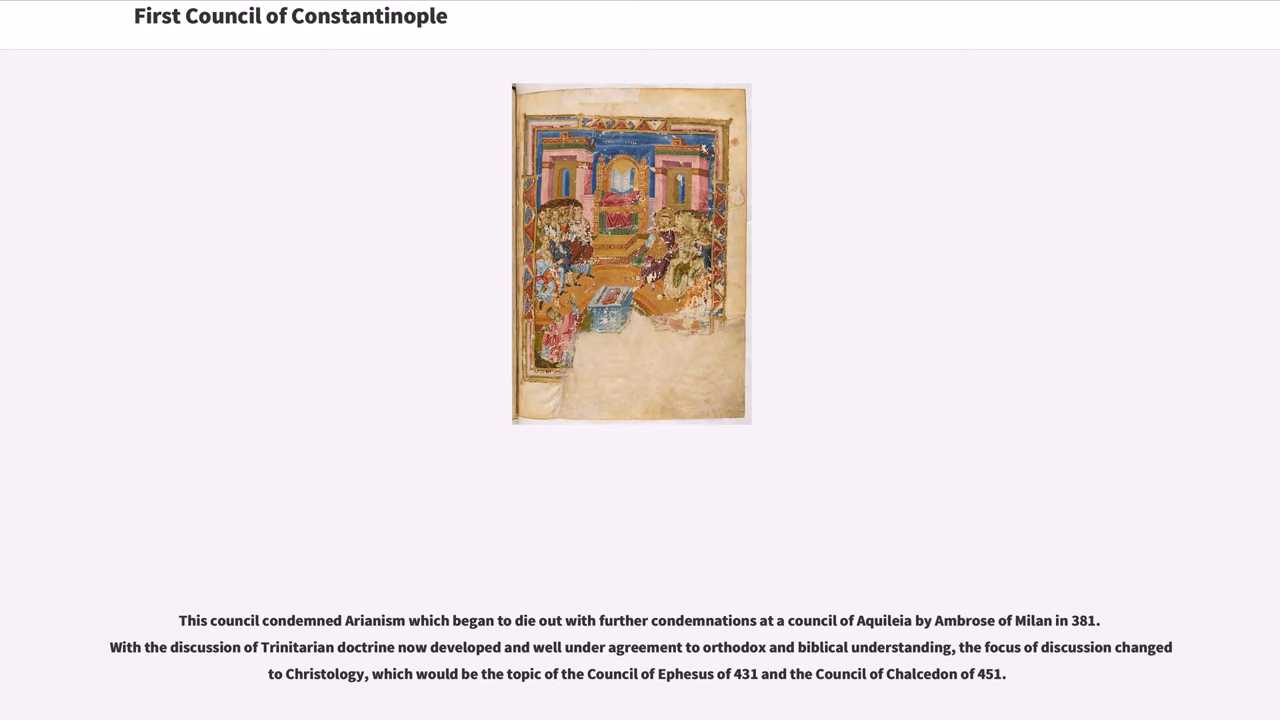 First Council of Constantinople
This council condemned Arianism which began to die out with further condemnations at a council of Aquileia by Ambrose of Milan in 381.
With the discussion of Trinitarian doctrine now developed and well under agreement to orthodox and biblical understanding, the focus of discussion changed
to Christology, which would be the topic of the Council of Ephesus of 431 and the Council of Chalcedon of 451.